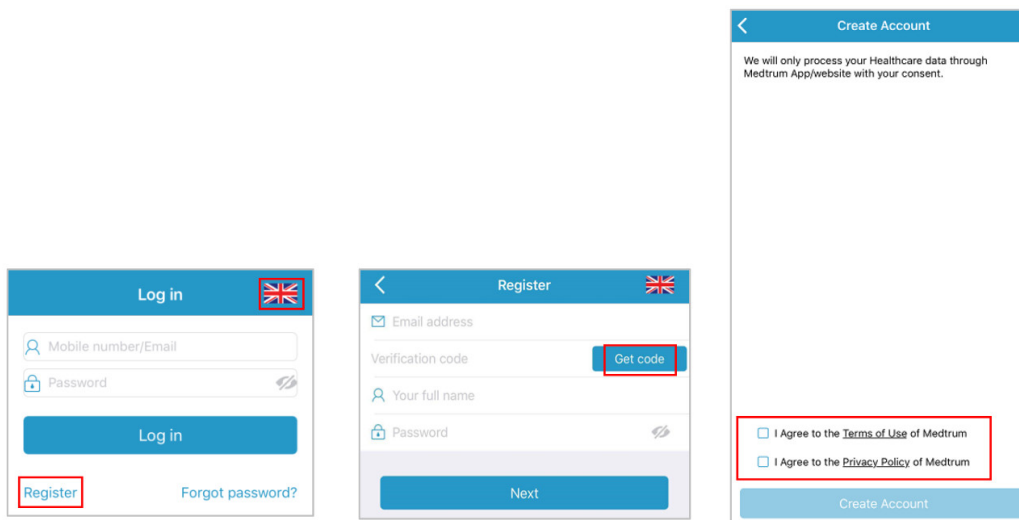 Log in
Mobile number/Email
Password
Log in
Register Forgot password?
Register
Email address
Verification code Get code
Your full name
Password
Next
Create Account
We will only process your Healthcare data through
Medtrum App/website with your consent.
I Agree to the Terms of Use of Medtrum
I Agree to the Privacy Policy of Medtrum
Create Account